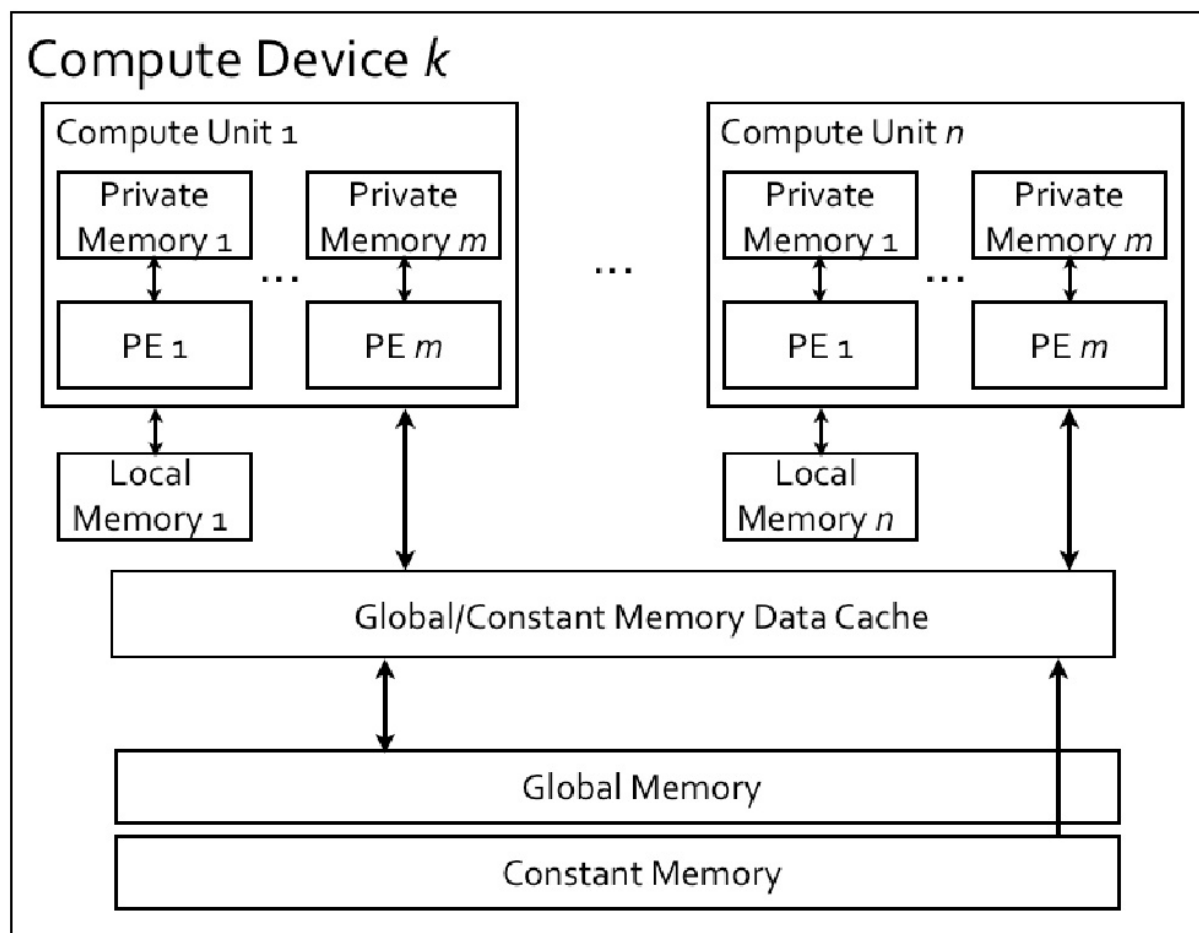 Compute Device k
Compute Unit 1
Private
Memory 1
Private
Memory m
...
PE 1
PE m
Local
Memory 1
...
Compute Unit n
Private
Memory 1
Private
Memory m
...
PE 1
PE m
Local
Memory n
Global/Constant Memory Data Cache
Global Memory
Constant Memory